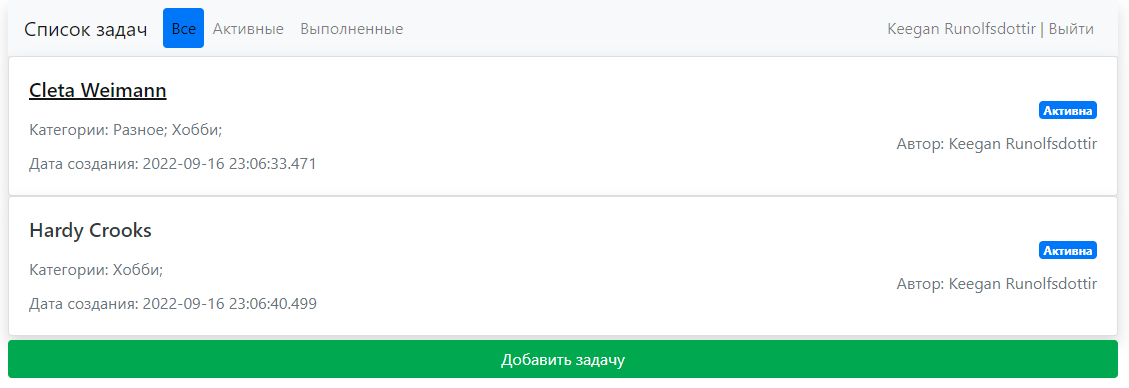 Список задач Все Активные Выполненные Keegan Runolfsdottir | Выйти
Cleta Weimann
Активна
Категории: Разное; Хобби;
Автор: Keegan Runolfsdottir
Дата создания: 2022-09-16 23:06:33.471
Hardy Crooks
Активна
Категории: Хобби;
Автор: Keegan Runolfsdottir
Дата создания: 2022-09-16 23:06:40.499
Добавить задачу